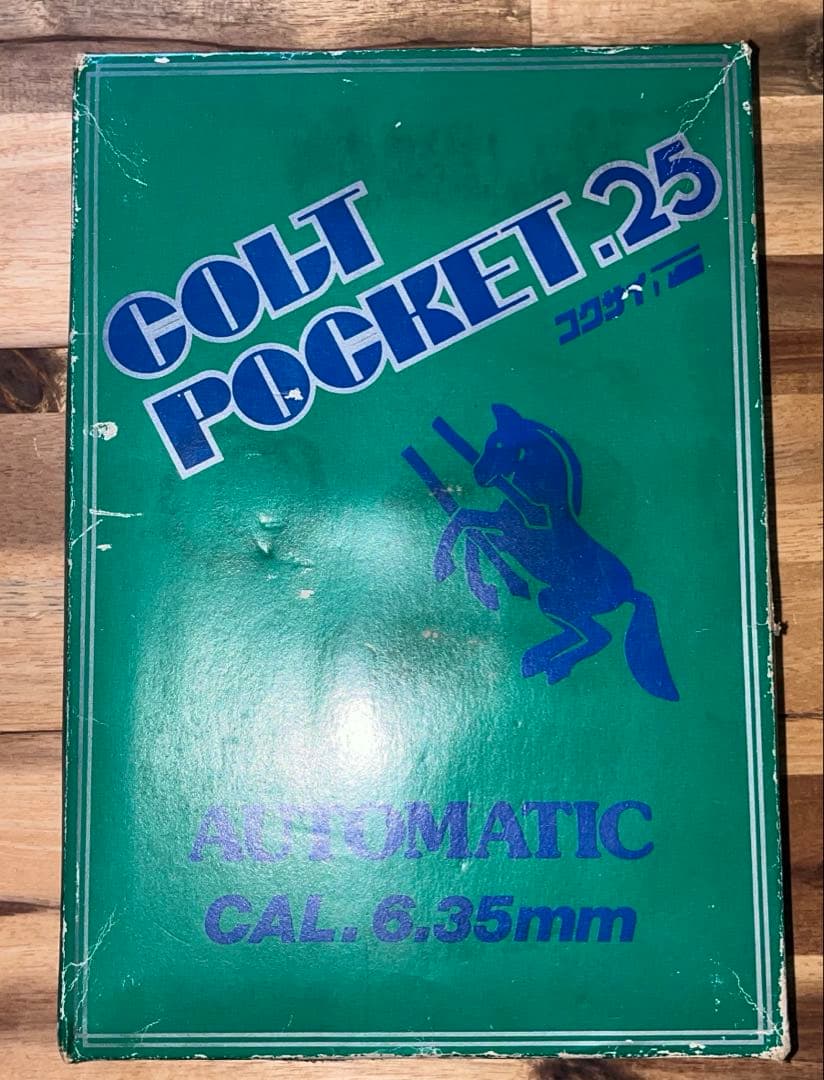 COLT
POCKET.25
コクサイ
AUTOMATIC
CAL. 6.35mm